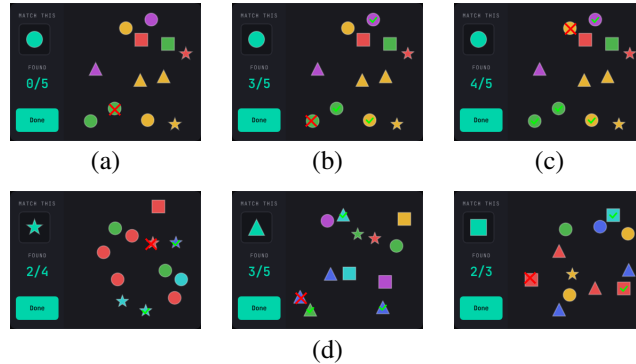 MATCH THIS
FOUND
0/5
Done
MATCH THIS
FOUND
3/5
Done
MATCH THIS
FOUND
4/5
Done
(a)
(b)
(c)
MATCH THIS
FOUND
2/4
Done
MATCH THIS
FOUND
3/5
Done
MATCH THIS
FOUND
2/3
Done
(d)